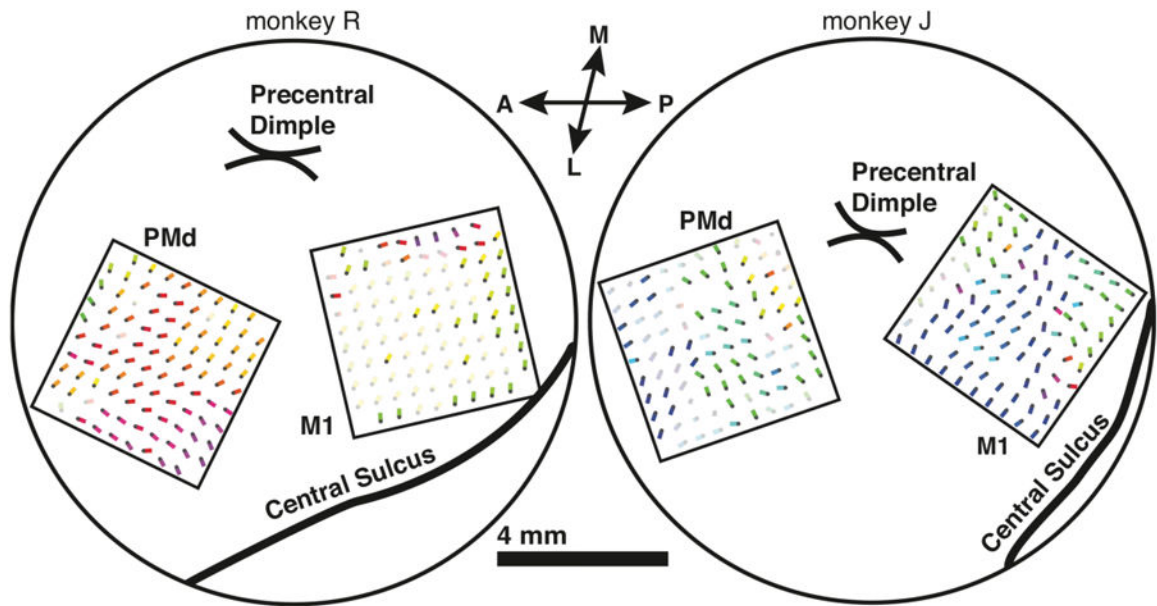 monkey R
monkey J
M
A
P
L
Precentral
Dimple
Precentral
Dimple
PMd
PMd
M1
M1
Central Sulcus
Central Sulcus
4 mm